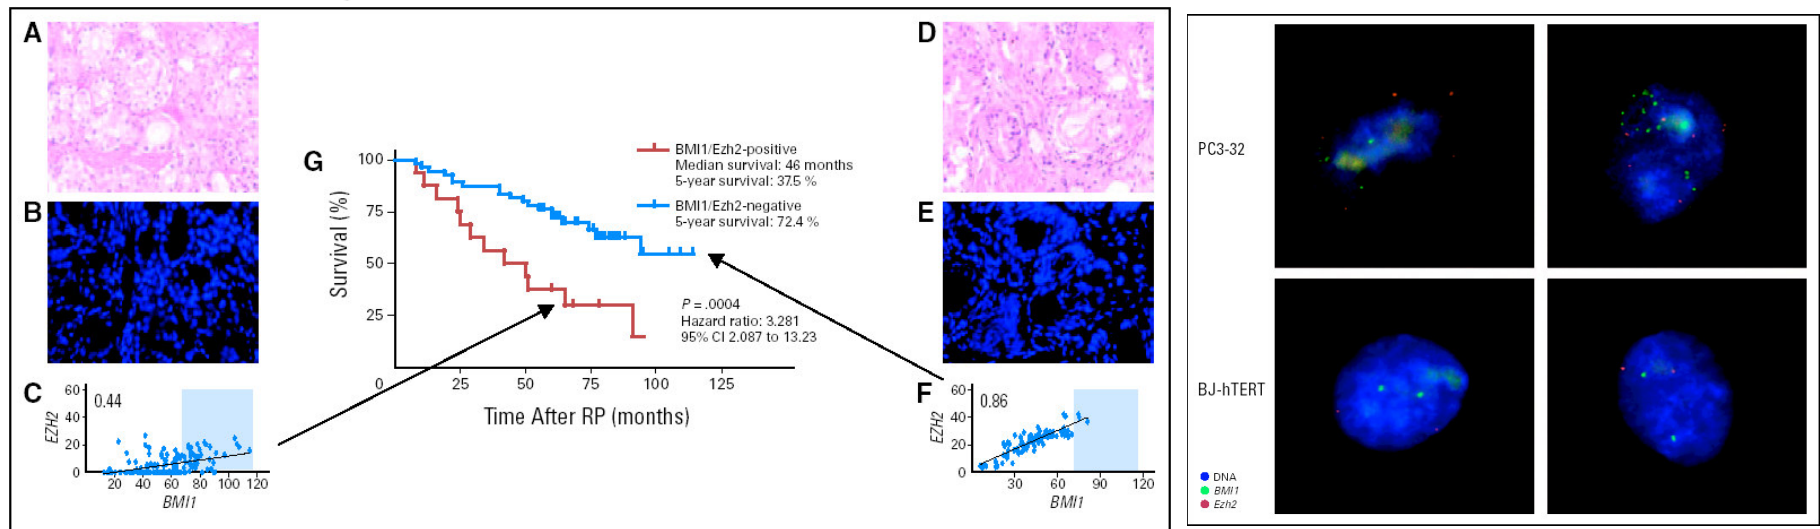 A
B
C
60
40
20
0
EZH2
0.44
20 40 60 80 100 120
BMI1
G
100
75
50
25
0
25 50 75 100 125
Survival (%)
Time After RP (months)
BMI1/Ezh2-positive
Median survival: 46 months
5-year survival: 37.5 %
BMI1/Ezh2-negative
5-year survival: 72.4 %
P = .0004
Hazard ratio: 3.281
95% CI 2.087 to 13.23
D
E
F
60
40
20
0
EZH2
0.86
30 60 90 120
BMI1
PC3-32
BJ-hTERT
DNA
BMI1
Ezh2